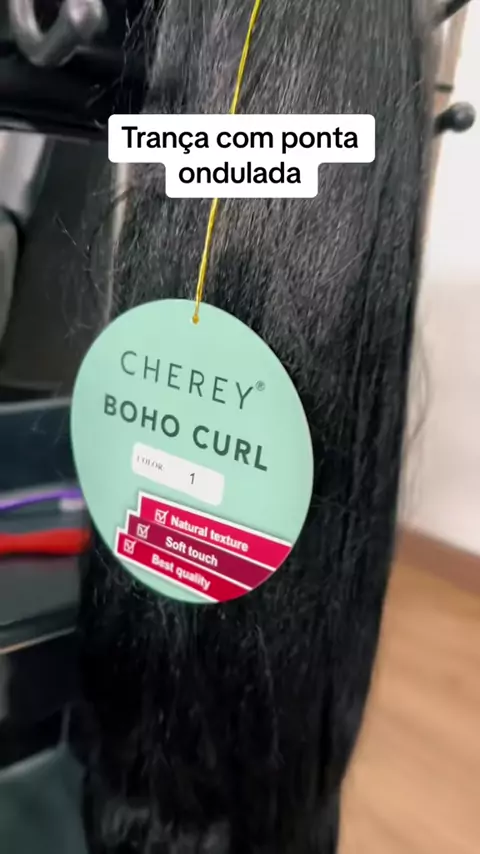 Trança com ponta
ondulada
CHEREY®
BOHO CURL
COLOR: 1
Natural texture
Soft touch
Best quality